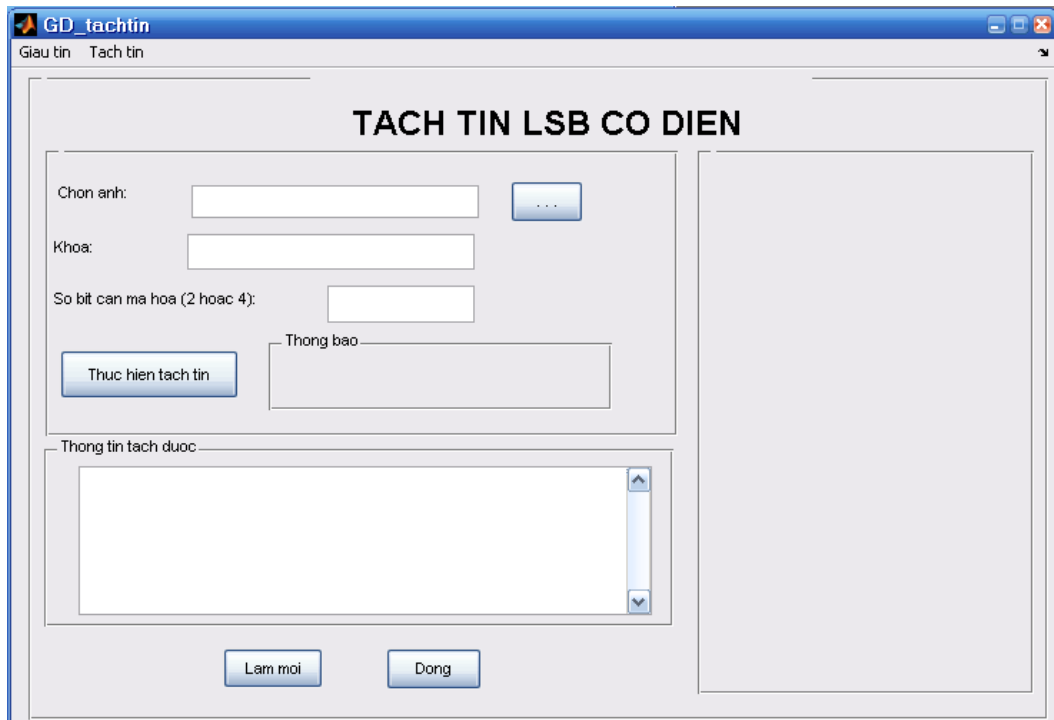 GD_tachtin
Giau tin Tach tin
TACH TIN LSB CO DIEN
Chon anh:
. . .
Khoa:
So bit can ma hoa (2 hoac 4):
Thong bao
Thuc hien tach tin
Thong tin tach duoc
Lam moi Dong